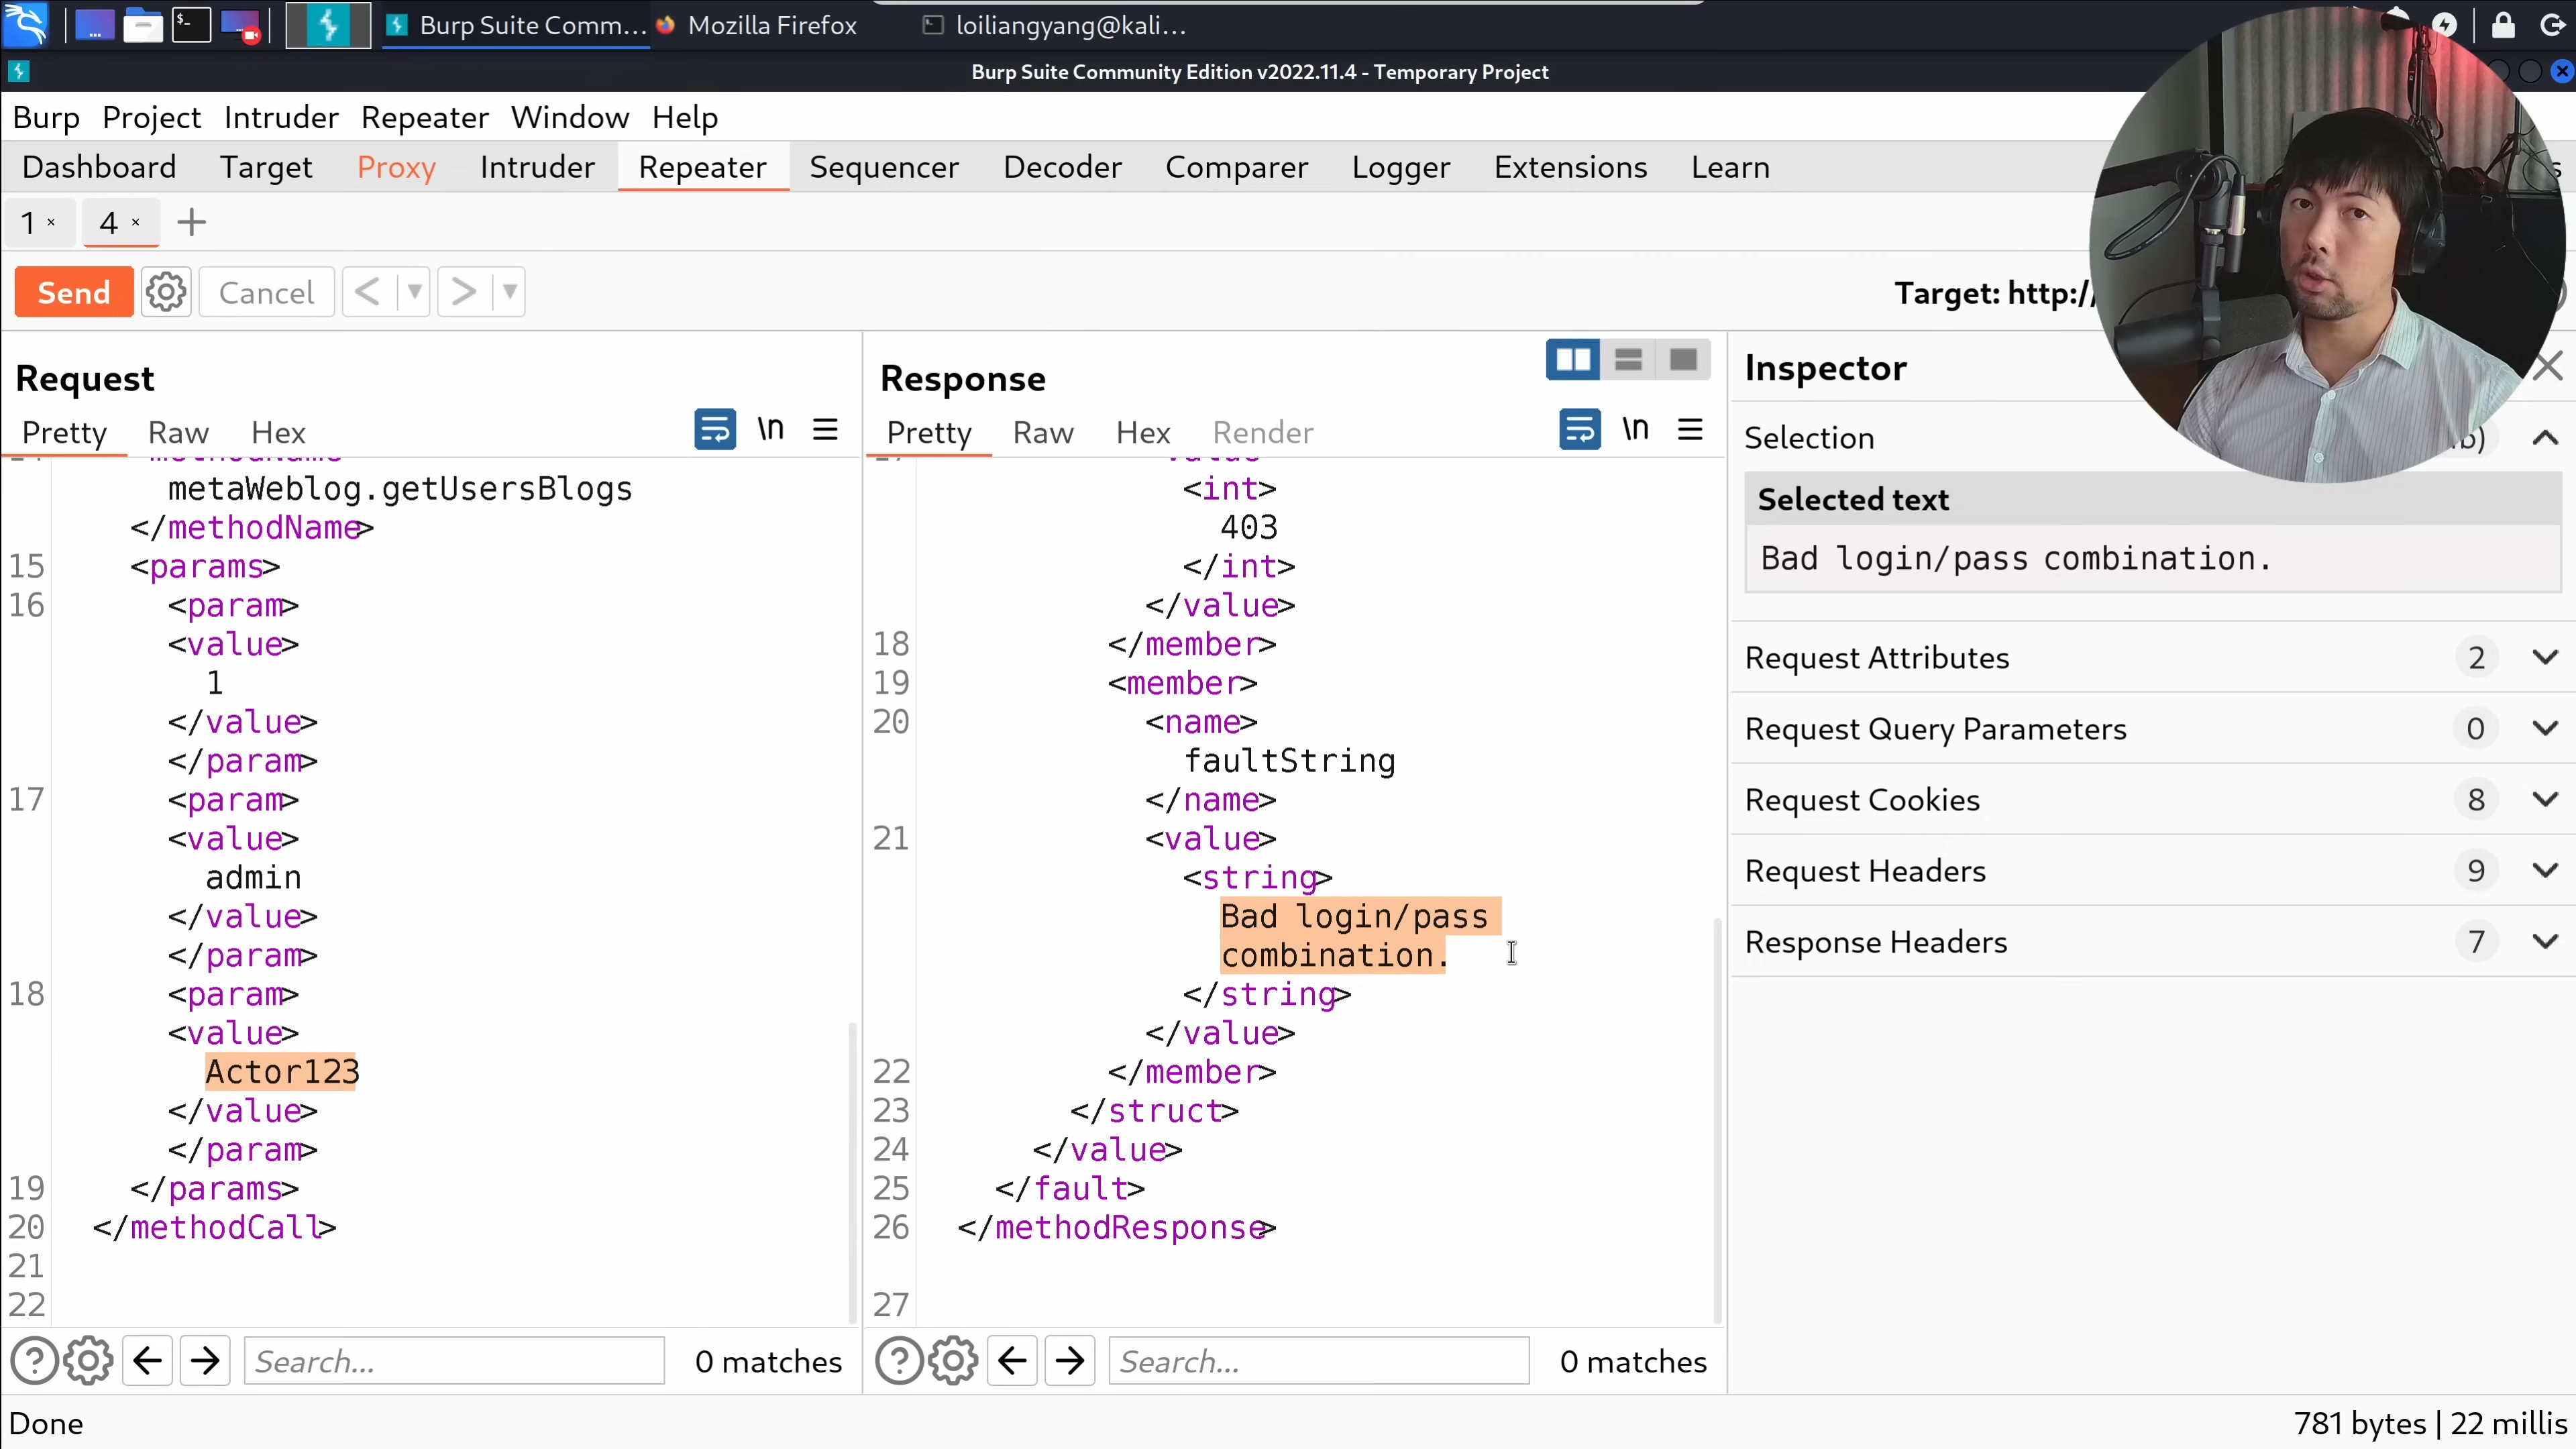 Burp Suite Comm...
Mozilla Firefox
loiliangyang@kali...
Burp Suite Community Edition v2022.11.4 - Temporary Project
Burp Project Intruder Repeater Window Help
Dashboard Target Proxy Intruder Repeater Sequencer Decoder Comparer Logger Extensions Learn
1 × 4 × +
Send Cancel < >
Target: http://
Request
Pretty Raw Hex \n
metaWeblog.getUsersBlogs
</methodName>
15 <params>
16 <param>
<value>
1
</value>
</param>
17 <param>
<value>
admin
</value>
</param>
18 <param>
<value>
Actor123
</value>
</param>
19 </params>
20 </methodCall>
21
22
Search...
0 matches
Response
Pretty Raw Hex Render \n
<int>
403
</int>
</value>
18 </member>
19 <member>
20 <name>
faultString
</name>
21 <value>
<string>
Bad login/pass
combination.
</string>
</value>
22 </member>
23 </struct>
24 </value>
25 </fault>
26 </methodResponse>
27
Search...
0 matches
Inspector
Selection
Selected text
Bad login/pass combination.
Request Attributes 2
Request Query Parameters 0
Request Cookies 8
Request Headers 9
Response Headers 7
Done
781 bytes | 22 millis